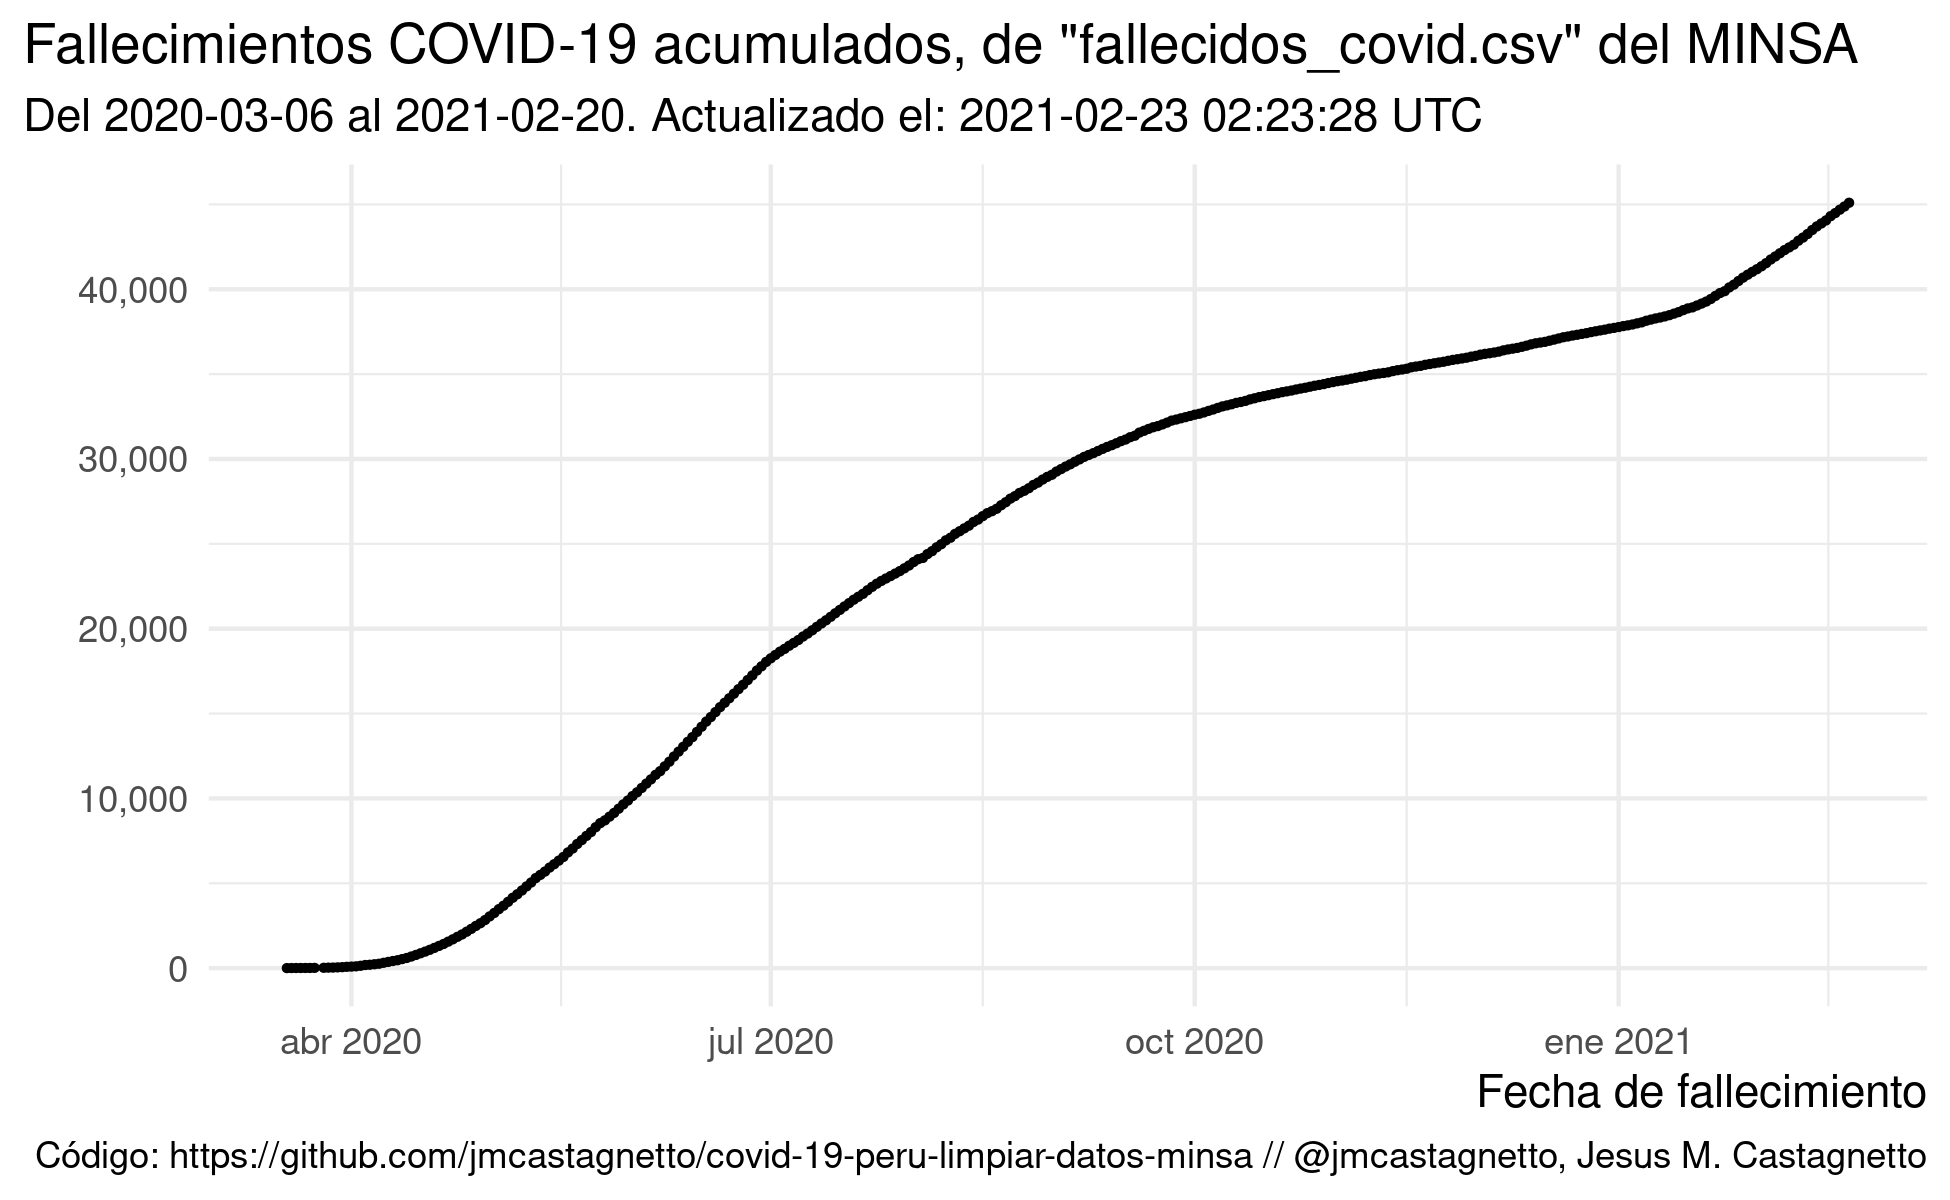 Fallecimientos COVID-19 acumulados, de "fallecidos_covid.csv" del MINSA
Del 2020-03-06 al 2021-02-20. Actualizado el: 2021-02-23 02:23:28 UTC
40,000
30,000
20,000
10,000
0
abr 2020
jul 2020
oct 2020
ene 2021
Fecha de fallecimiento
Código: https://github.com/jmcastagnetto/covid-19-peru-limpiar-datos-minsa // @jmcastagnetto, Jesus M. Castagnetto